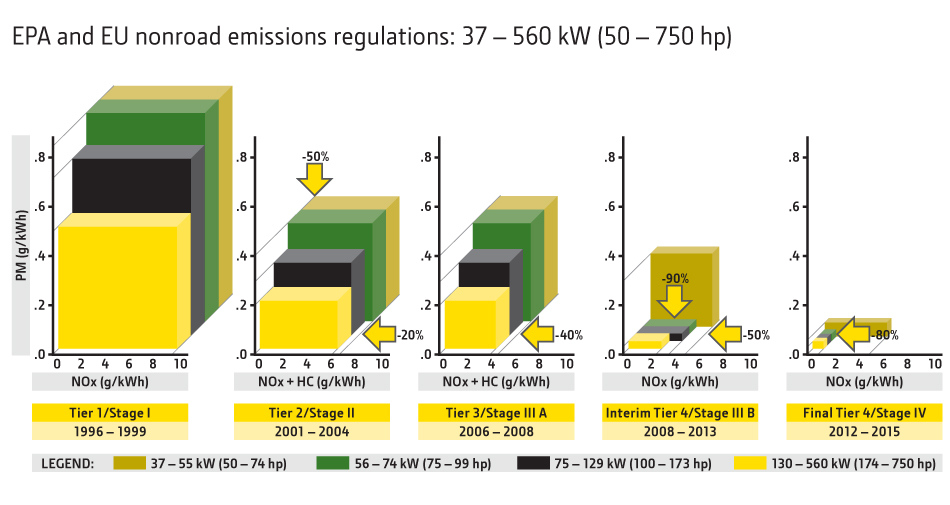 EPA and EU nonroad emissions regulations: 37 – 560 kW (50 – 750 hp)
PM (g/kWh)
.8
.6
.4
.2
.0
0 2 4 6 8 10
NOx (g/kWh)
Tier 1/Stage I
1996 – 1999
-50%
.8
.6
.4
.2
.0
-20%
0 2 4 6 8 10
NOx + HC (g/kWh)
Tier 2/Stage II
2001 – 2004
.8
.6
.4
.2
.0
-40%
0 2 4 6 8 10
NOx + HC (g/kWh)
Tier 3/Stage III A
2006 – 2008
.8
.6
.4
.2
.0
-90%
-50%
0 2 4 6 8 10
NOx (g/kWh)
Interim Tier 4/Stage III B
2008 – 2013
.8
.6
.4
.2
.0
-80%
0 2 4 6 8 10
NOx (g/kWh)
Final Tier 4/Stage IV
2012 – 2015
LEGEND: 37 – 55 kW (50 – 74 hp) 56 – 74 kW (75 – 99 hp) 75 – 129 kW (100 – 173 hp) 130 – 560 kW (174 – 750 hp)